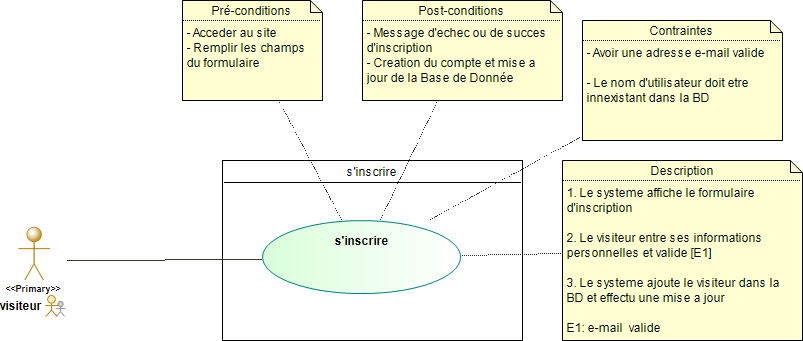 Pré-conditions
- Acceder au site
- Remplir les champs
du formulaire
Post-conditions
- Message d'echec ou de succes
d'inscription
- Creation du compte et mise a
jour de la Base de Donnée
Contraintes
- Avoir une adresse e-mail valide
- Le nom d'utilisateur doit etre
innexistant dans la BD
s'inscrire
s'inscrire
Description
1. Le systeme affiche le formulaire
d'inscription
2. Le visiteur entre ses informations
personnelles et valide [E1]
3. Le systeme ajoute le visiteur dans la
BD et effectu une mise a jour
E1: e-mail valide
<<Primary>>
visiteur